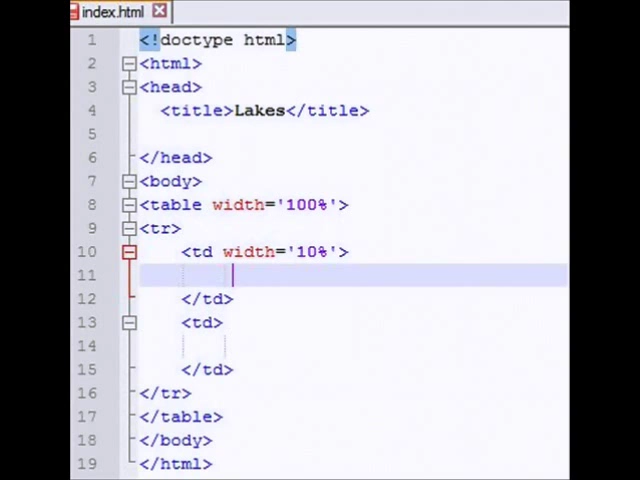 index.html
1 <!doctype html>
2 <html>
3 <head>
4 <title>Lakes</title>
5
6 </head>
7 <body>
8 <table width='100%'>
9 <tr>
10 <td width='10%'>
11
12 </td>
13 <td>
14
15 </td>
16 </tr>
17 </table>
18 </body>
19 </html>